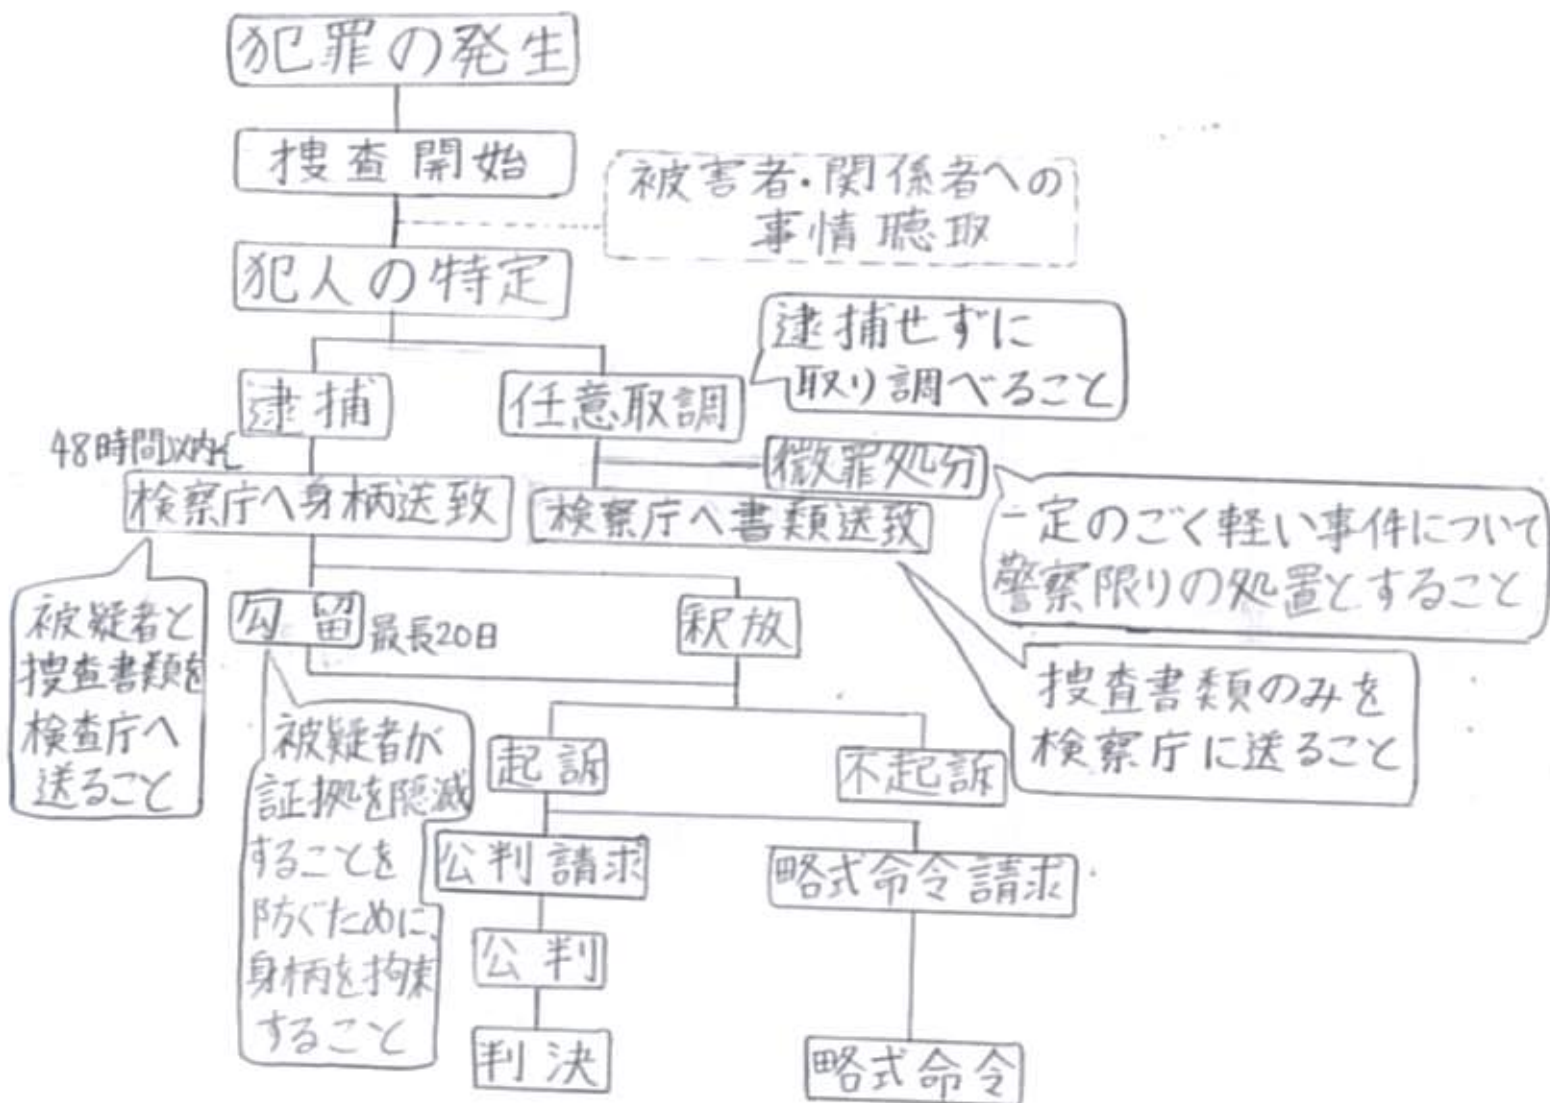 犯罪の発生
捜査開始
被害者・関係者への
事情聴取
犯人の特定
逮捕せずに
取り調べること
逮捕
任意取調
48時間以内に
微罪処分
検察庁へ身柄送致
検察庁へ書類送致
一定のごく軽い事件について
警察限りの処置とすること
被疑者と
捜査書類を
検査庁へ
送ること
勾留
最長20日
釈放
捜査書類のみを
検察庁に送ること
被疑者が
証拠を隠滅
することを
防ぐために、
身柄を拘束
すること
起訴
不起訴
公判請求
略式命令請求
公判
判決
略式命令